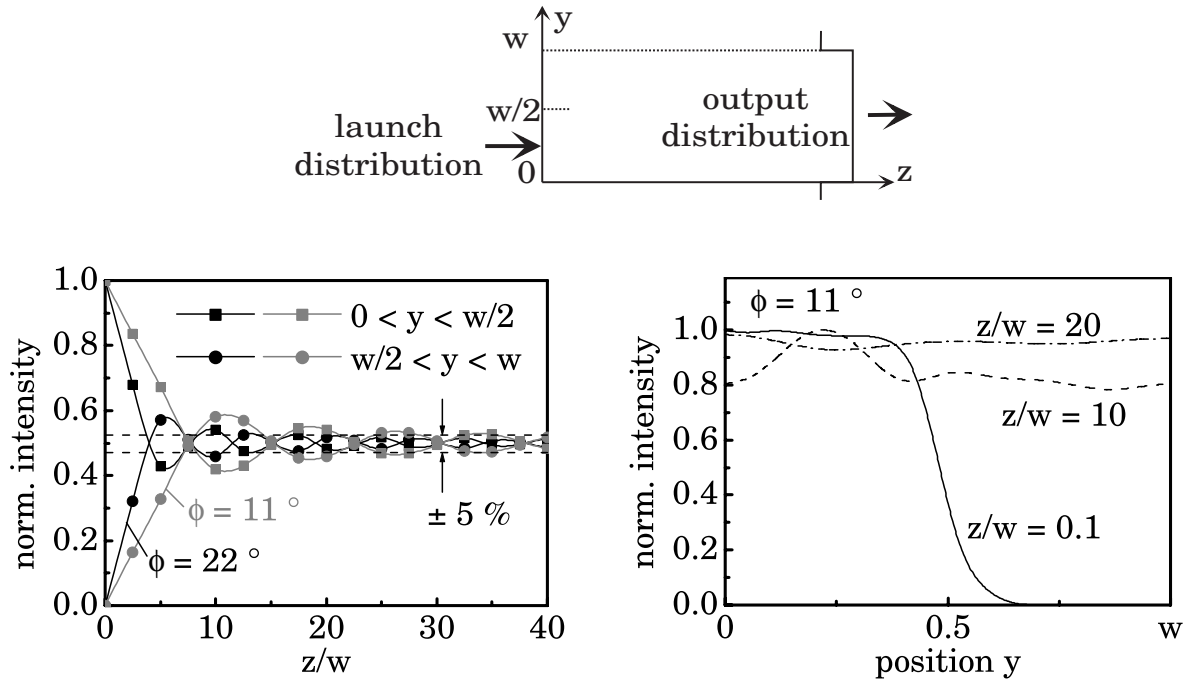 y
w
w/2
launch
distribution
output
distribution
0
z
1.0
0.8
0.6
0.4
0.2
0.0
norm. intensity
0 < y < w/2
w/2 < y < w
ϕ = 11 °
ϕ = 22 °
± 5 %
0
10
20
30
40
z/w
1.0
0.8
0.6
0.4
0.2
0.0
norm. intensity
ϕ = 11 °
z/w = 20
z/w = 10
z/w = 0.1
0
0.5
w
position y